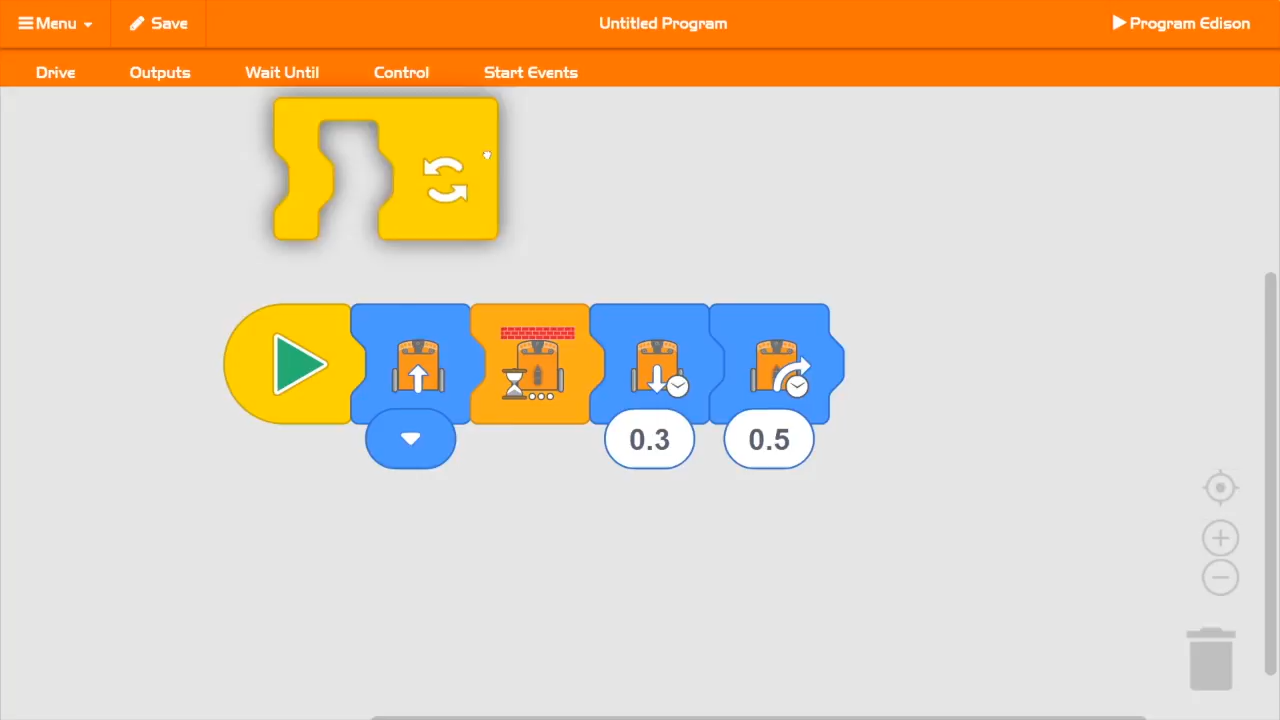 Menu
Save
Untitled Program
Program Edison
Drive
Outputs
Wait Until
Control
Start Events
0.3
0.5